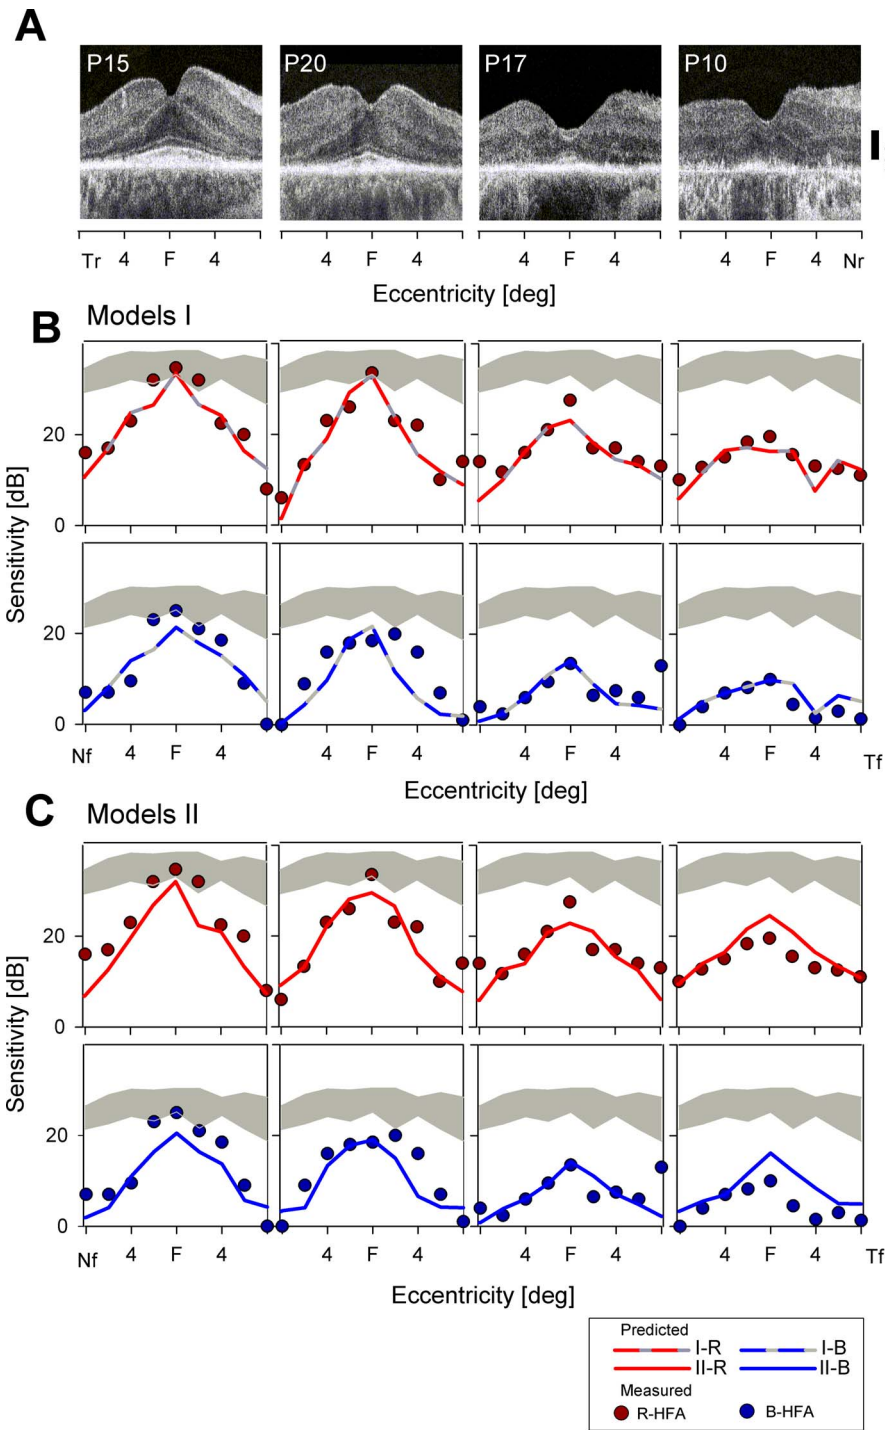 A
P15 P20 P17 P10
Tr 4 F 4 4 F 4 4 F 4 4 F 4 Nr
Eccentricity [deg]
B Models I
20
0
Sensitivity [dB]
20
0
Nf 4 F 4 4 F 4 4 F 4 4 F 4 Tf
Eccentricity [deg]
C Models II
20
0
Sensitivity [dB]
20
0
Nf 4 F 4 4 F 4 4 F 4 4 F 4 Tf
Eccentricity [deg]
Predicted
I-R I-B
II-R II-B
Measured
R-HFA B-HFA